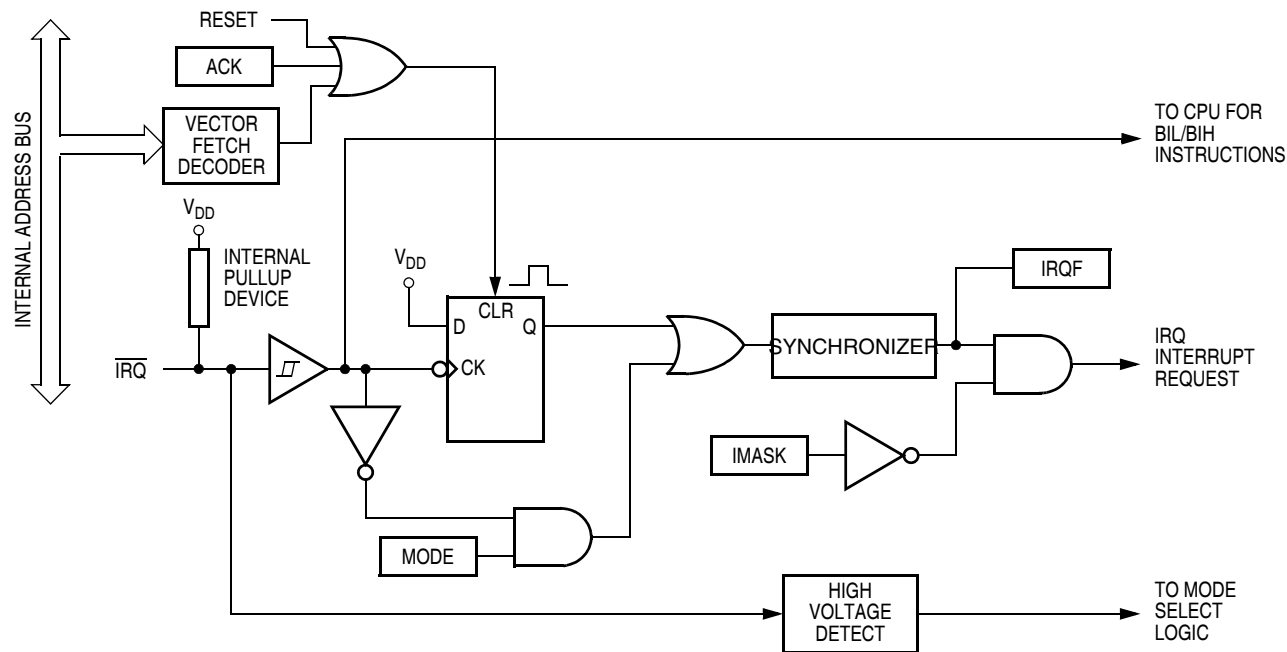 RESET
ACK
INTERNAL ADDRESS BUS
VECTOR
FETCH
DECODER
TO CPU FOR
BIL/BIH
INSTRUCTIONS
VDD
INTERNAL
PULLUP
DEVICE
VDD
CLR
D
Q
CK
IRQ
SYNCHRONIZER
IRQF
IRQ
INTERRUPT
REQUEST
IMASK
MODE
HIGH
VOLTAGE
DETECT
TO MODE
SELECT
LOGIC